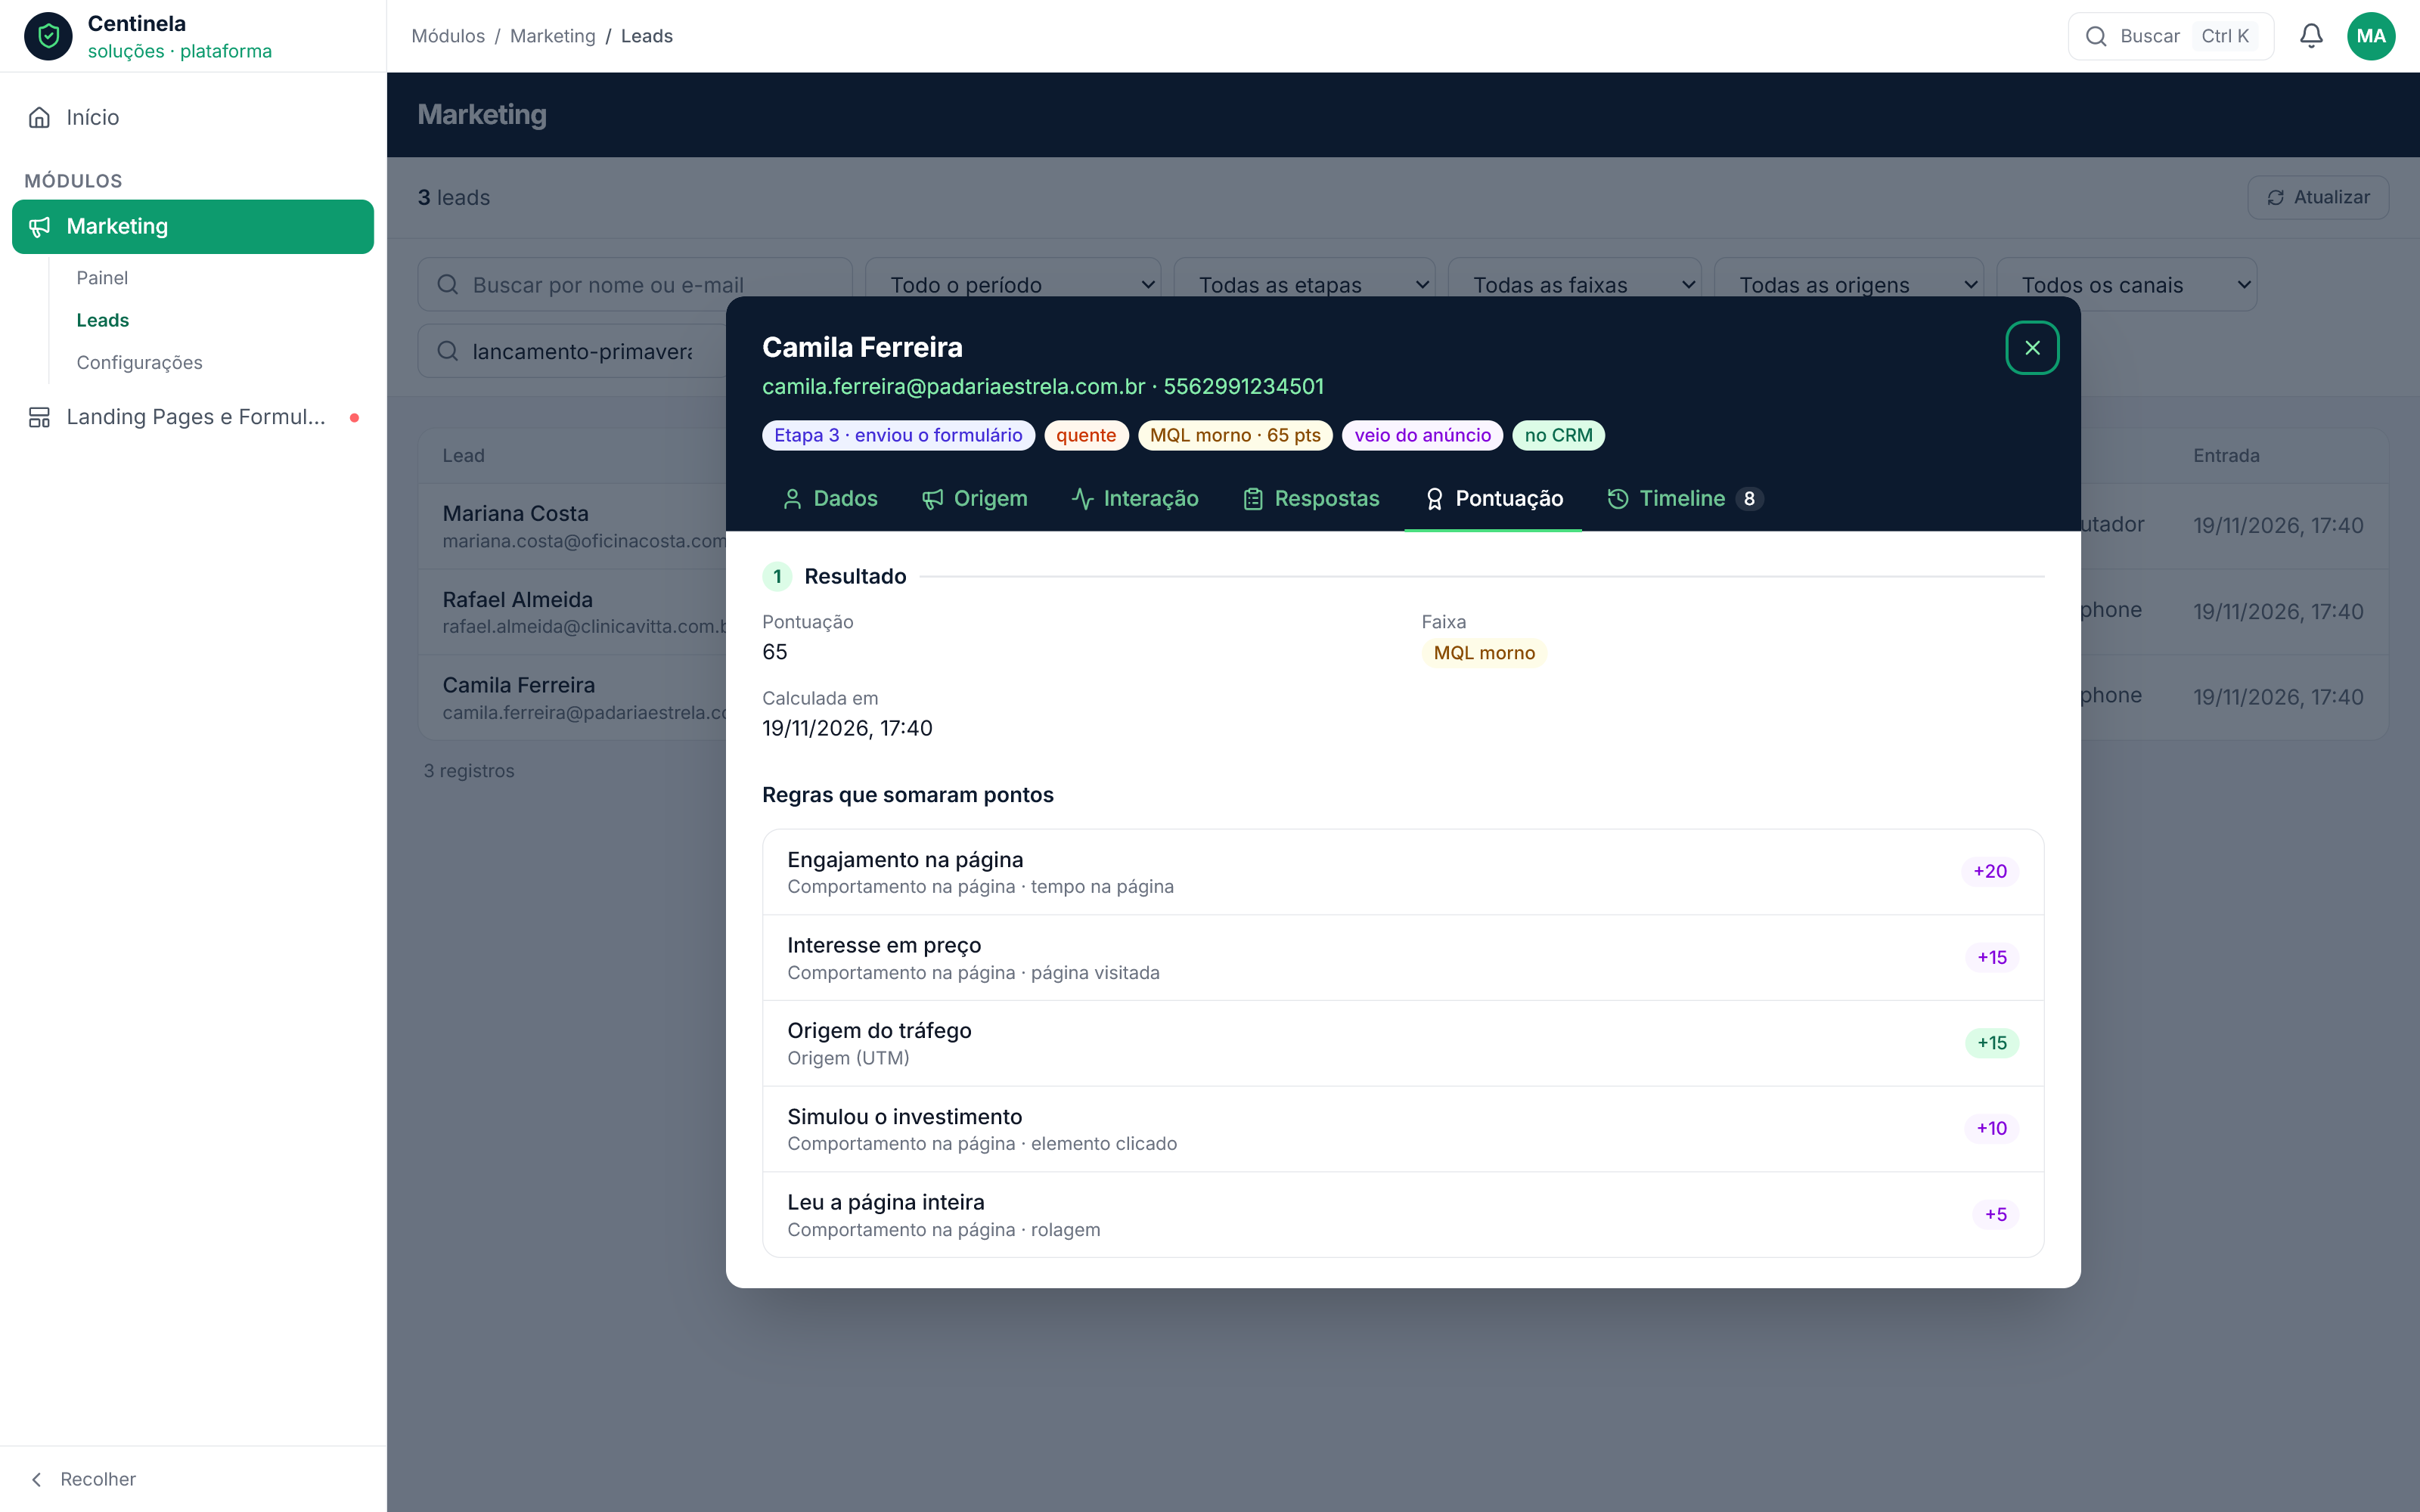 Centinela
soluções · plataforma
Módulos / Marketing / Leads
Buscar Ctrl K
MA
Início
MÓDULOS
Marketing
Painel
Leads
Configurações
Landing Pages e Formul...
Recolher
Marketing
3 leads
Atualizar
Buscar por nome ou e-mail
Todo o período
Todas as etapas
Todas as faixas
Todas as origens
Todos os canais
lancamento-primavera
Lead
Entrada
Mariana Costa
mariana.costa@oficinacosta.com
utador
19/11/2026, 17:40
Rafael Almeida
rafael.almeida@clinicavitta.com.b
phone
19/11/2026, 17:40
Camila Ferreira
camila.ferreira@padariaestrela.co
phone
19/11/2026, 17:40
3 registros
Camila Ferreira
camila.ferreira@padariaestrela.com.br · 5562991234501
Etapa 3 · enviou o formulário
quente
MQL morno · 65 pts
veio do anúncio
no CRM
Dados
Origem
Interação
Respostas
Pontuação
Timeline 8
1 Resultado
Pontuação
65
Faixa
MQL morno
Calculada em
19/11/2026, 17:40
Regras que somaram pontos
Engajamento na página
Comportamento na página · tempo na página
+20
Interesse em preço
Comportamento na página · página visitada
+15
Origem do tráfego
Origem (UTM)
+15
Simulou o investimento
Comportamento na página · elemento clicado
+10
Leu a página inteira
Comportamento na página · rolagem
+5